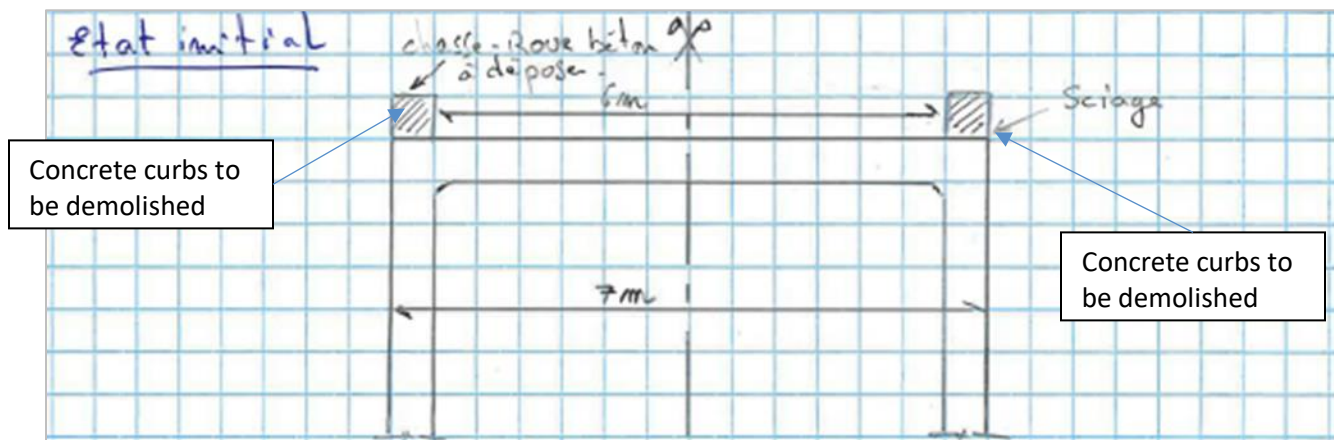 Etat initial
chasse-Roue béton
à déposer.
6m
Sciage
Concrete curbs to
be demolished
Concrete curbs to
be demolished
7m